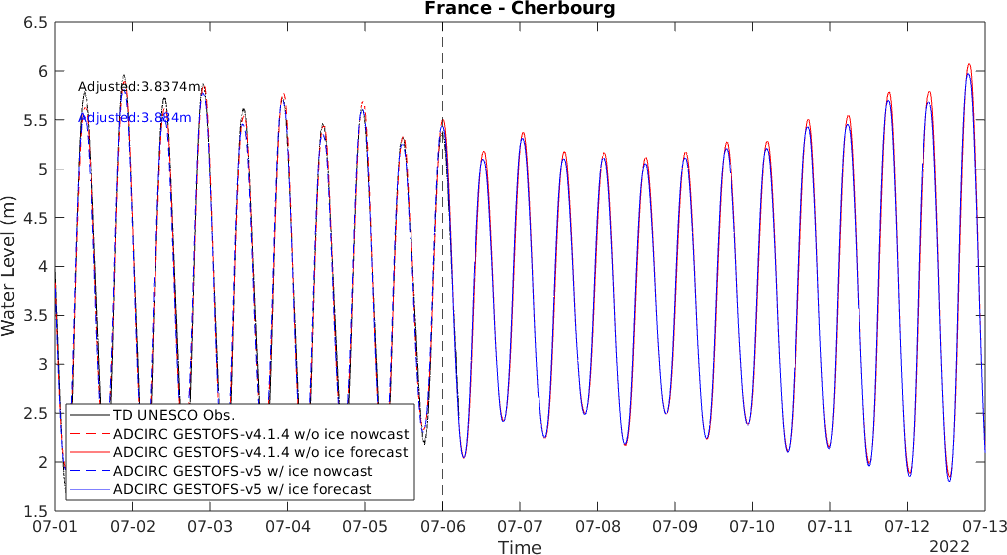 France - Cherbourg
6.5
6
5.5
5
4.5
4
3.5
3
2.5
2
1.5
Water Level (m)
Adjusted:3.8374m
Adjusted:3.884m
TD UNESCO Obs.
ADCIRC GESTOFS-v4.1.4 w/o ice nowcast
ADCIRC GESTOFS-v4.1.4 w/o ice forecast
ADCIRC GESTOFS-v5 w/ ice nowcast
ADCIRC GESTOFS-v5 w/ ice forecast
07-01 07-02 07-03 07-04 07-05 07-06 07-07 07-08 07-09 07-10 07-11 07-12 07-13
Time
2022